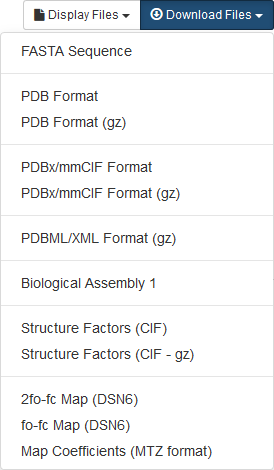 Display Files
Download Files
FASTA Sequence
PDB Format
PDB Format (gz)
PDBx/mmCIF Format
PDBx/mmCIF Format (gz)
PDBML/XML Format (gz)
Biological Assembly 1
Structure Factors (CIF)
Structure Factors (CIF - gz)
2fo-fc Map (DSN6)
fo-fc Map (DSN6)
Map Coefficients (MTZ format)